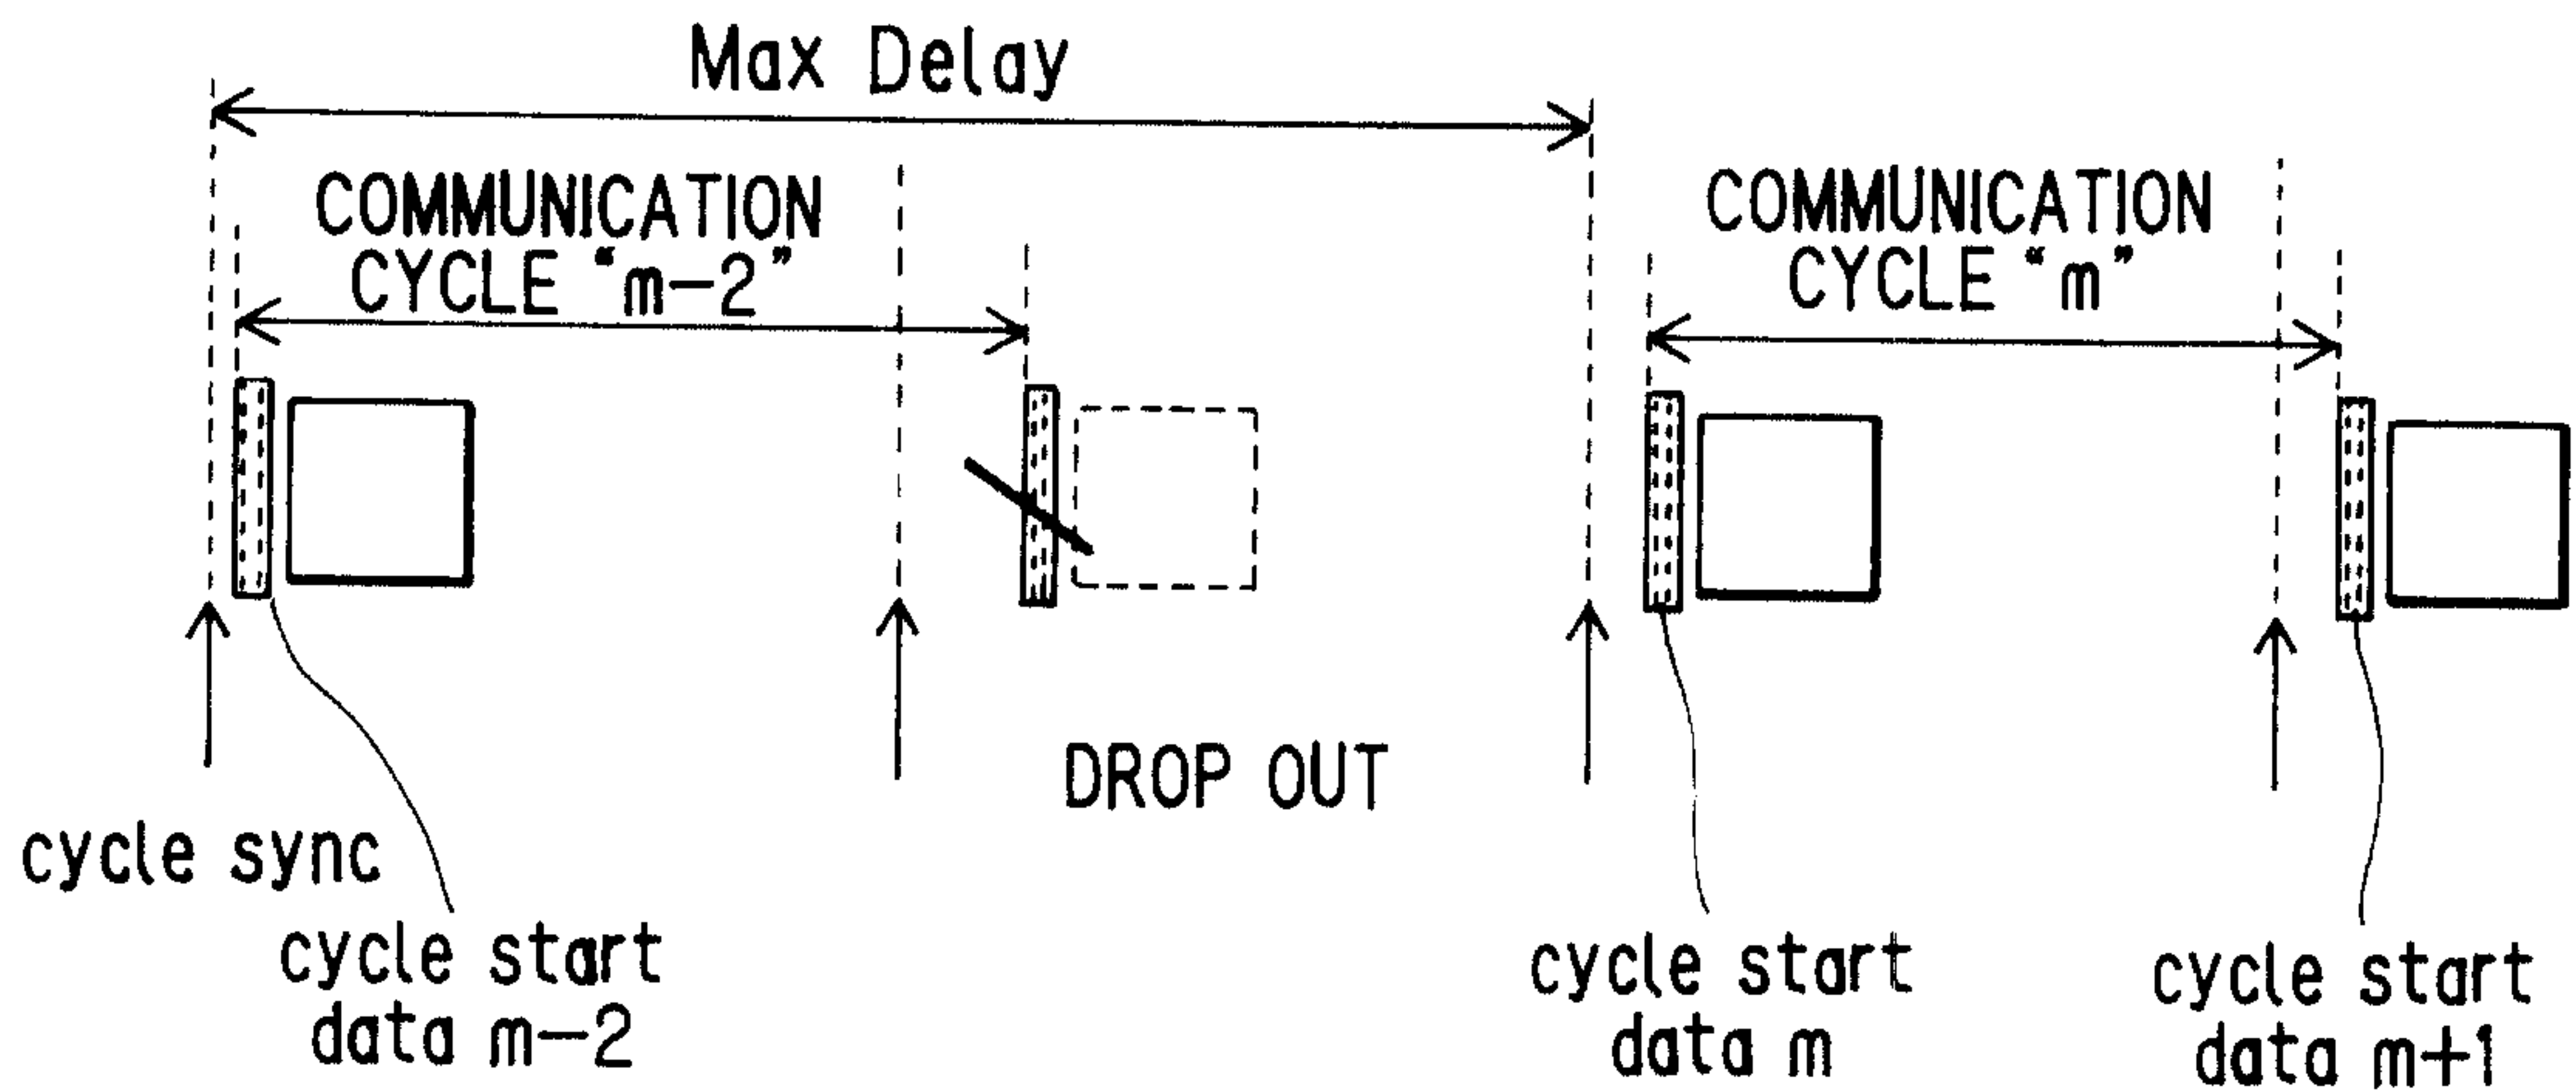 Max Delay
COMMUNICATION
CYCLE "m-2"
COMMUNICATION
CYCLE "m"
DROP OUT
cycle sync
cycle start
data m-2
cycle start
data m
cycle start
data m+1